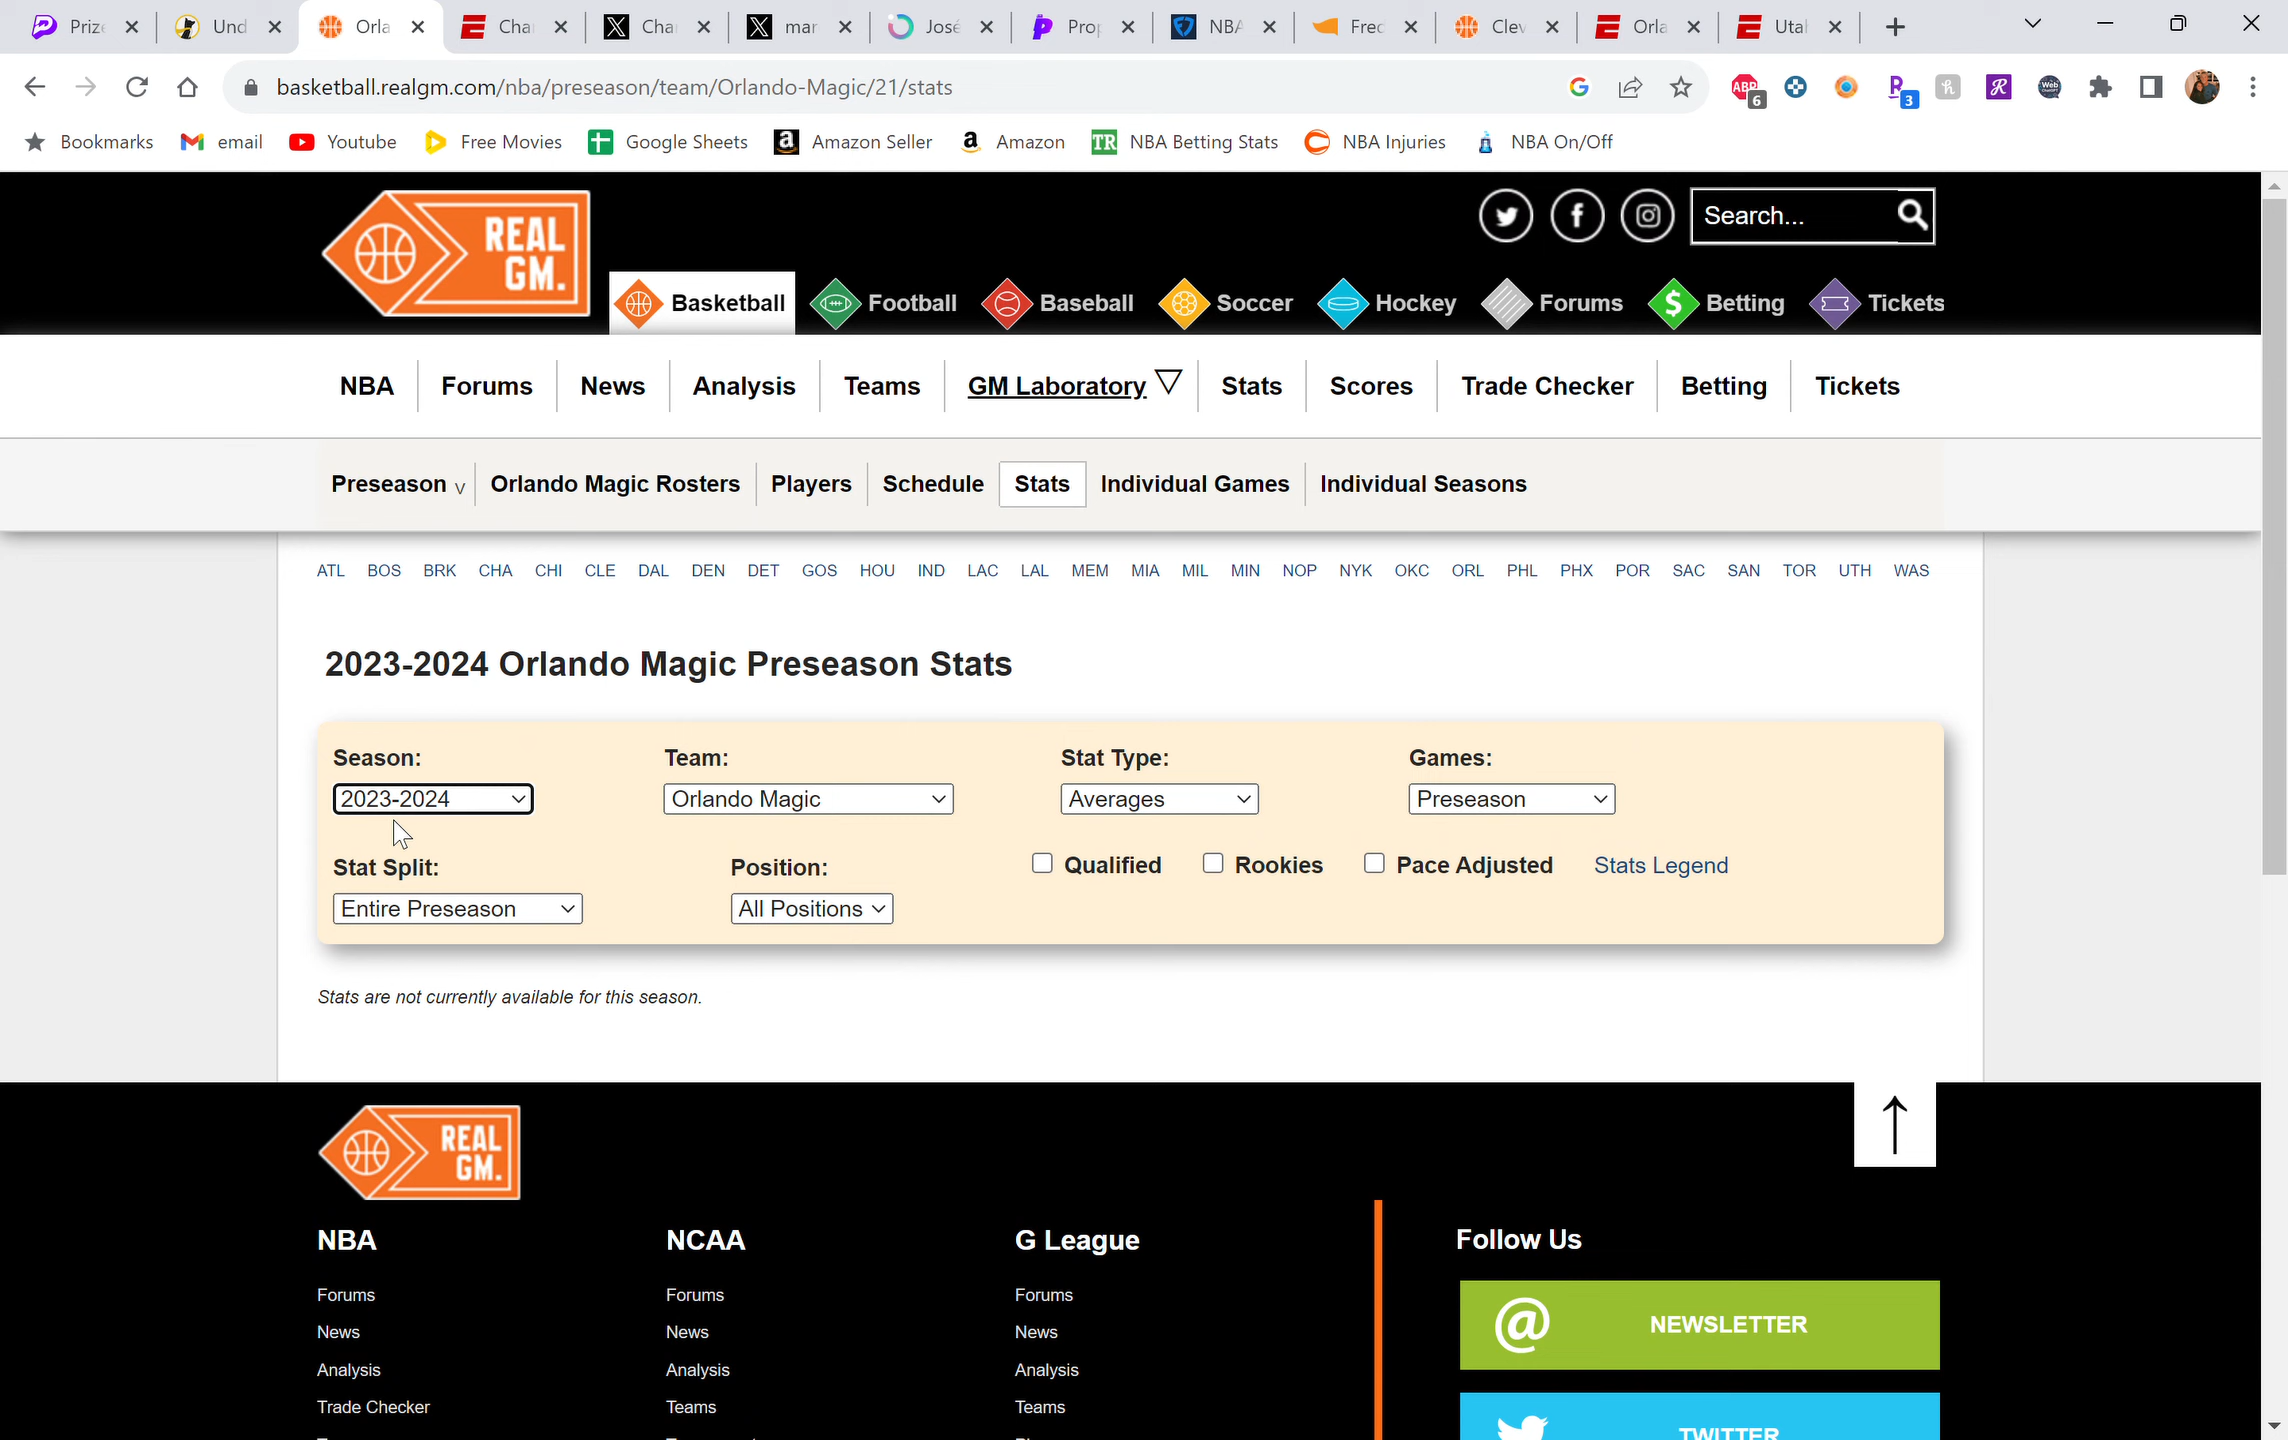 Prize Und Orla Cha Cha mar José Prop NBA Fred Clev Orla Utah
basketball.realgm.com/nba/preseason/team/Orlando-Magic/21/stats
ABP 6 3 Web
Bookmarks email Youtube Free Movies Google Sheets Amazon Seller Amazon TR NBA Betting Stats NBA Injuries NBA On/Off
REAL GM.
Search...
Basketball Football Baseball Soccer Hockey Forums Betting Tickets
NBA Forums News Analysis Teams GM Laboratory ▽ Stats Scores Trade Checker Betting Tickets
Preseason v Orlando Magic Rosters Players Schedule Stats Individual Games Individual Seasons
ATL BOS BRK CHA CHI CLE DAL DEN DET GOS HOU IND LAC LAL MEM MIA MIL MIN NOP NYK OKC ORL PHL PHX POR SAC SAN TOR UTH WAS
2023-2024 Orlando Magic Preseason Stats
Season: Team: Stat Type: Games:
2023-2024 Orlando Magic Averages Preseason
Stat Split: Position: Qualified Rookies Pace Adjusted Stats Legend
Entire Preseason All Positions
Stats are not currently available for this season.
REAL GM.
NBA NCAA G League Follow Us
Forums Forums Forums
@ NEWSLETTER
News News News
Analysis Analysis Analysis
Trade Checker Teams Teams
TWITTER